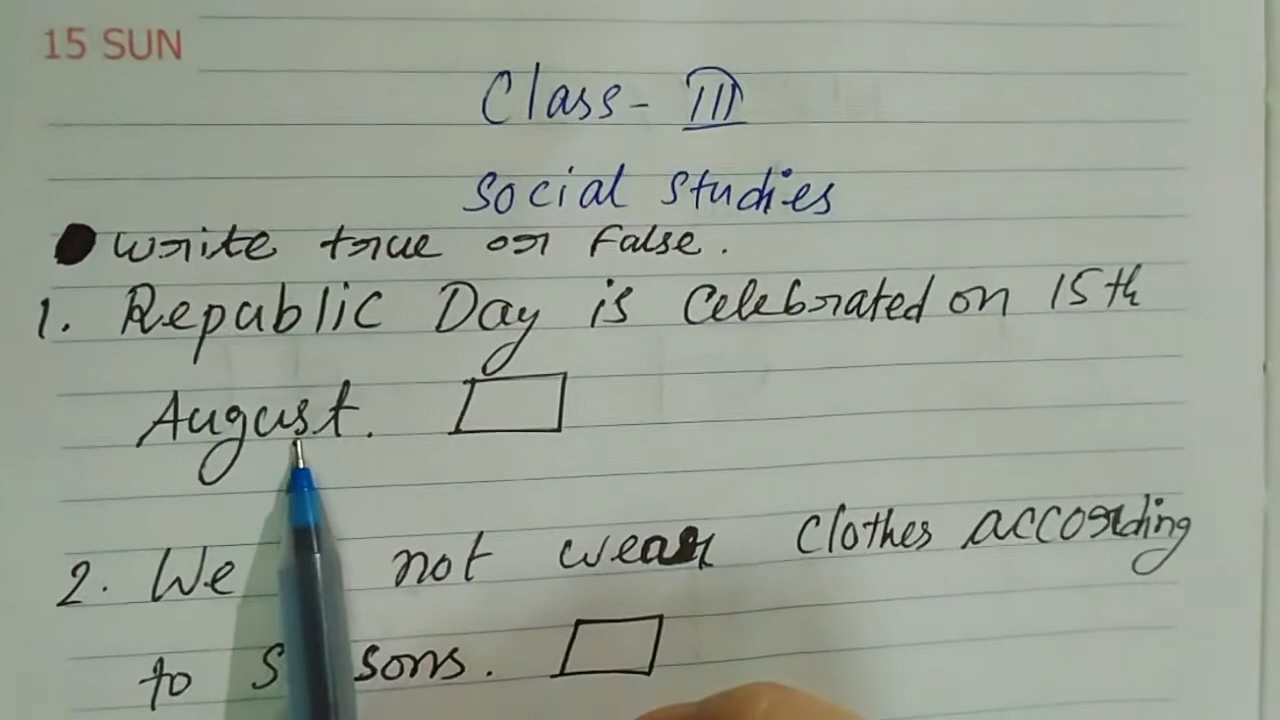 15 SUN
Class - III
Social Studies
write true or False.
1. Republic Day is Celebrated on 15th
August.
2. We not wear clothes according
to